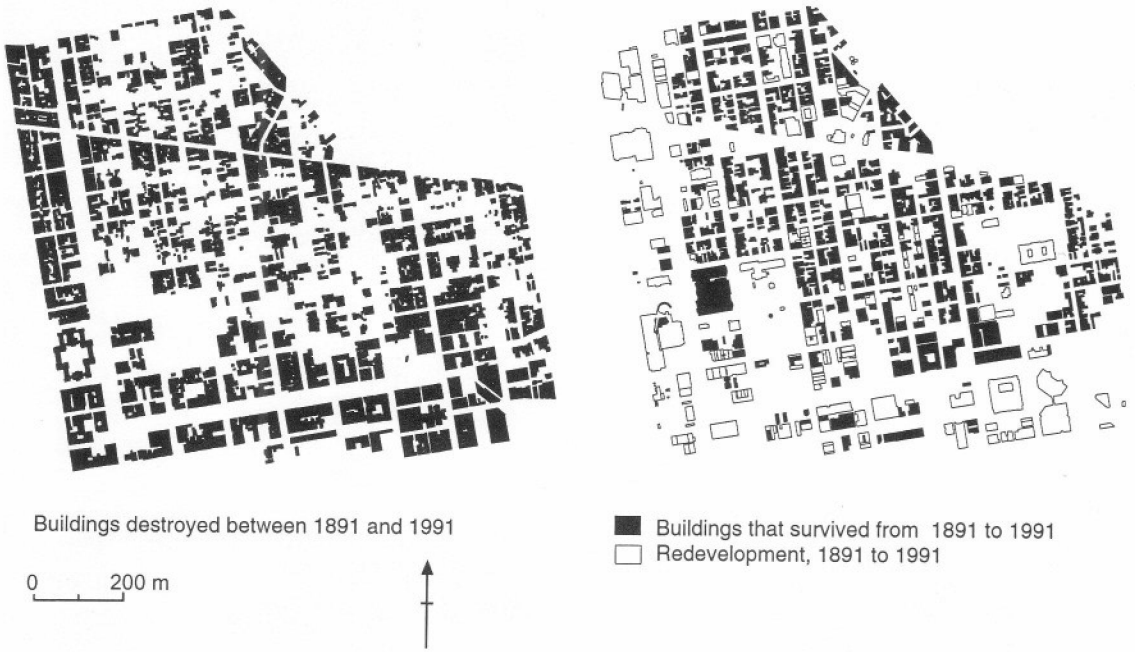 Buildings destroyed between 1891 and 1991
0 200 m
Buildings that survived from 1891 to 1991
Redevelopment, 1891 to 1991